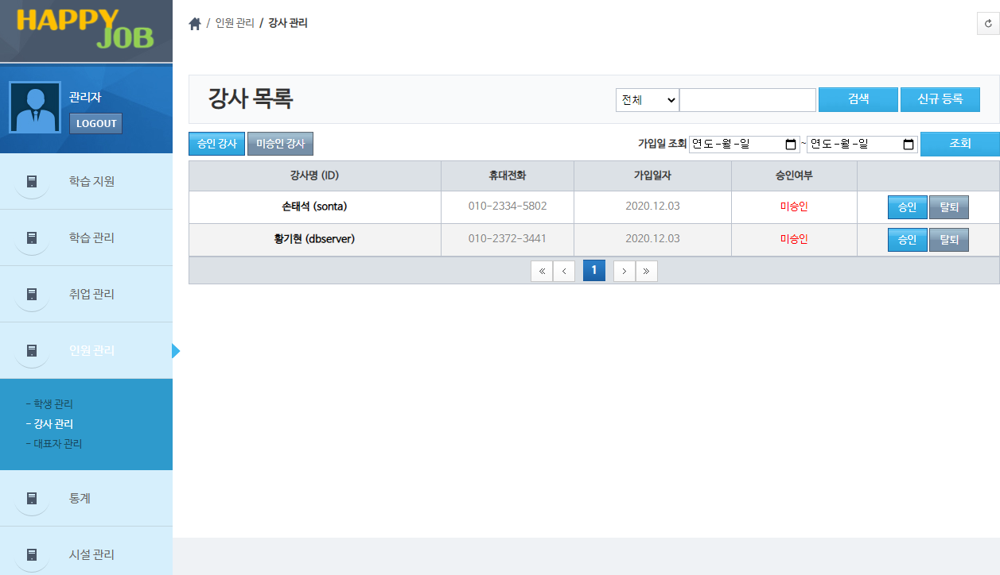 HAPPY
JOB
관리자
LOGOUT
학습 지원
학습 관리
취업 관리
인원 관리
- 학생 관리
- 강사 관리
- 대표자 관리
통계
시설 관리
/ 인원 관리 / 강사 관리
강사 목록
전체 검색 신규 등록
승인 강사 미승인 강사 가입일 조회 연도-월-일 ~ 연도-월-일 조회
강사명 (ID) 휴대전화 가입일자 승인여부
손태석 (sonta) 010-2334-5802 2020.12.03 미승인 승인 탈퇴
황기현 (dbserver) 010-2372-3441 2020.12.03 미승인 승인 탈퇴
« ‹ 1 › »